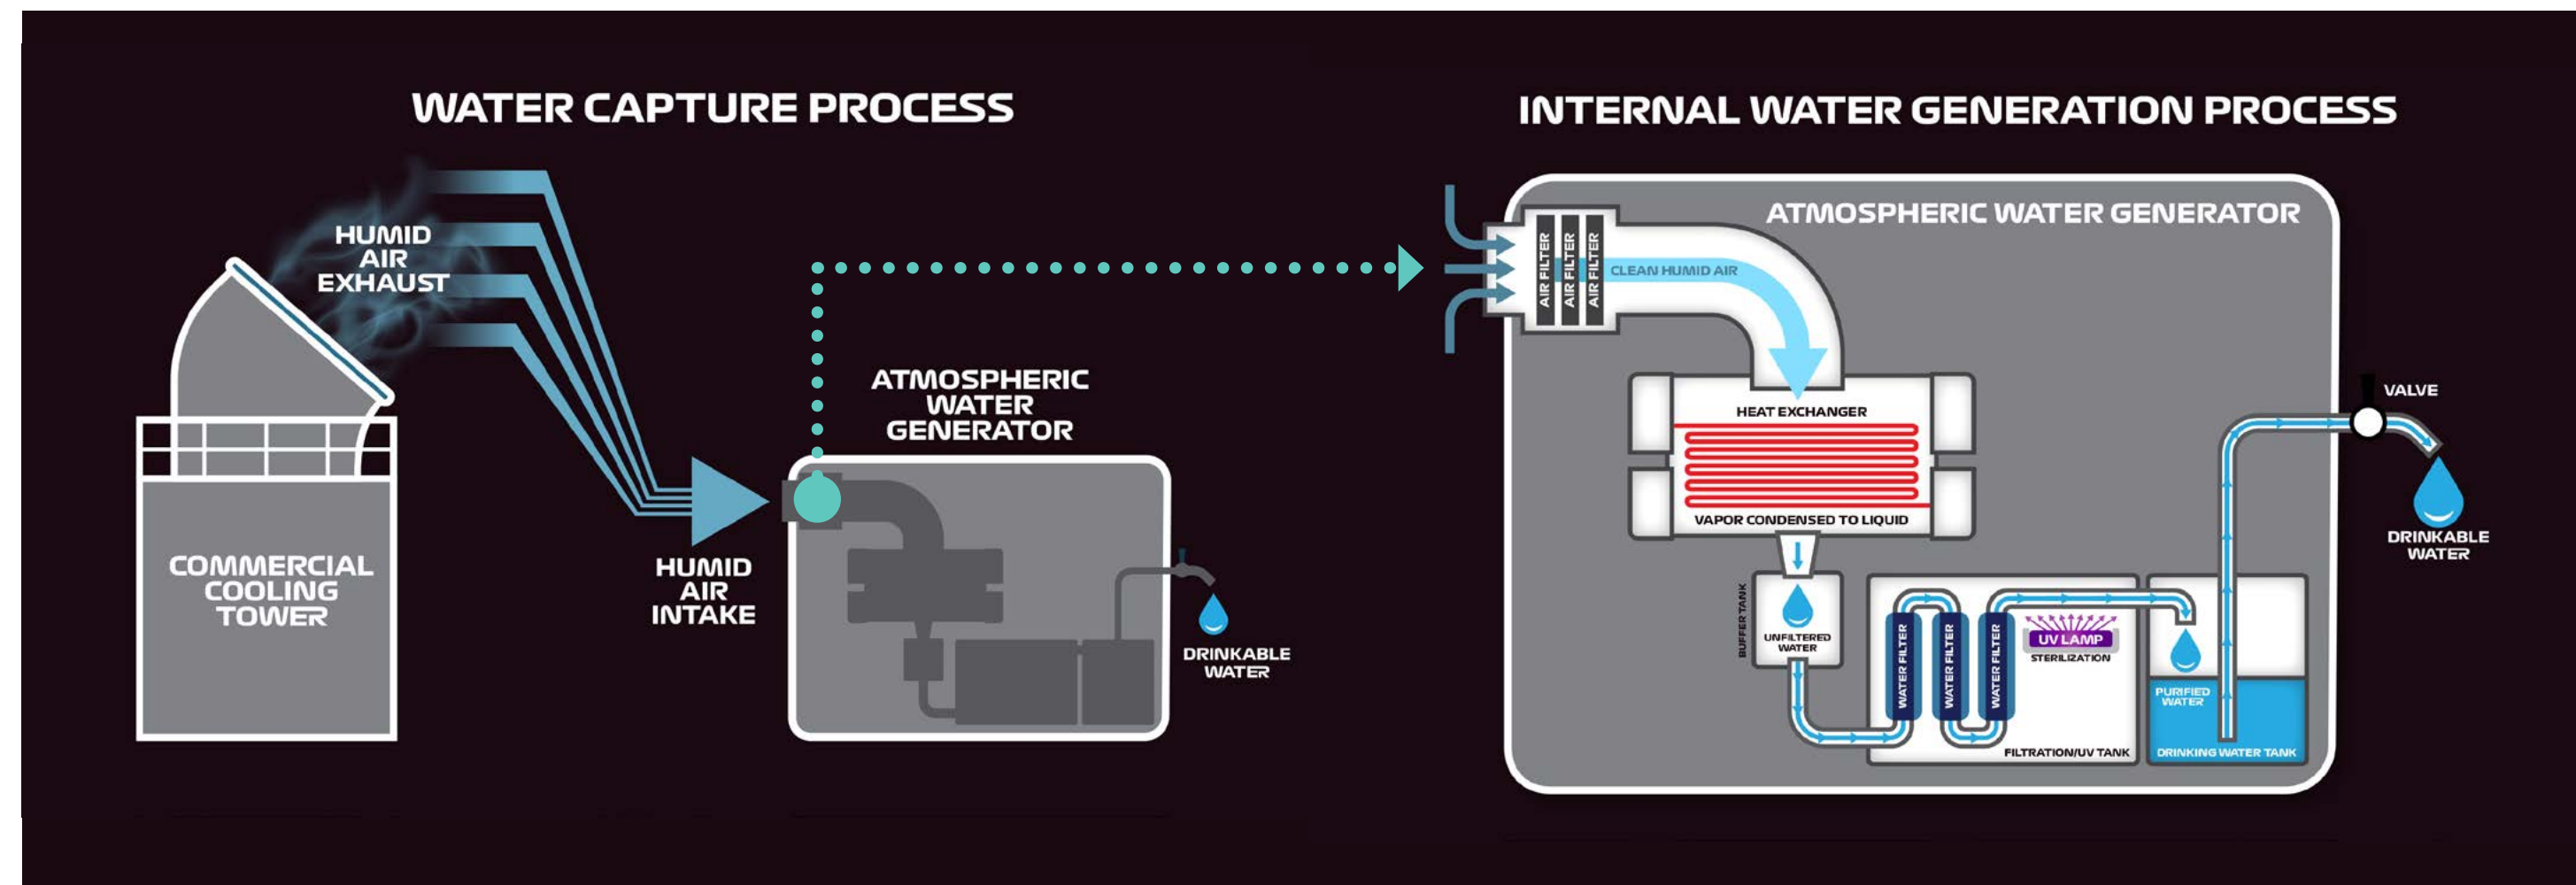 WATER CAPTURE PROCESS
HUMID
AIR
EXHAUST
COMMERCIAL
COOLING
TOWER
HUMID
AIR
INTAKE
ATMOSPHERIC
WATER
GENERATOR
DRINKABLE
WATER
INTERNAL WATER GENERATION PROCESS
ATMOSPHERIC WATER GENERATOR
AIR FILTER
AIR FILTER
AIR FILTER
CLEAN HUMID AIR
HEAT EXCHANGER
VAPOR CONDENSED TO LIQUID
BUFFER TANK
UNFILTERED
WATER
WATER FILTER
WATER FILTER
WATER FILTER
UV LAMP
STERILIZATION
FILTRATION/UV TANK
PURIFIED
WATER
DRINKING WATER TANK
VALVE
DRINKABLE
WATER